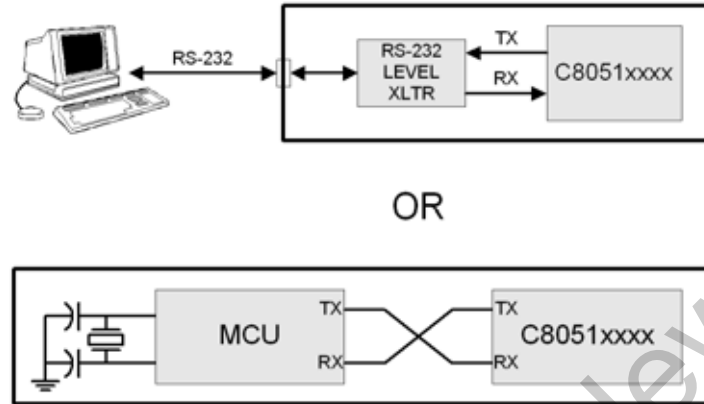 RS-232
RS-232
LEVEL
XLTR
TX
RX
C8051xxxx
OR
MCU
TX
RX
TX
RX
C8051xxxx